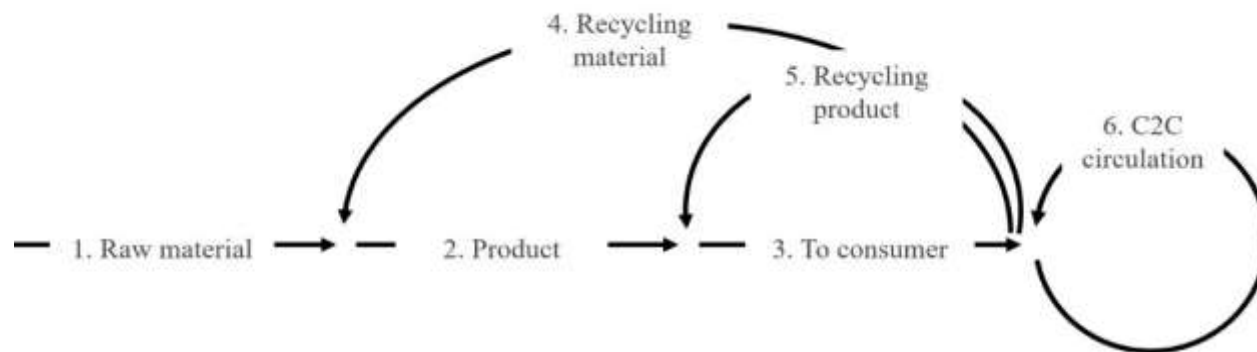 4. Recycling
material
5. Recycling
product
6. C2C
circulation
1. Raw material
2. Product
3. To consumer